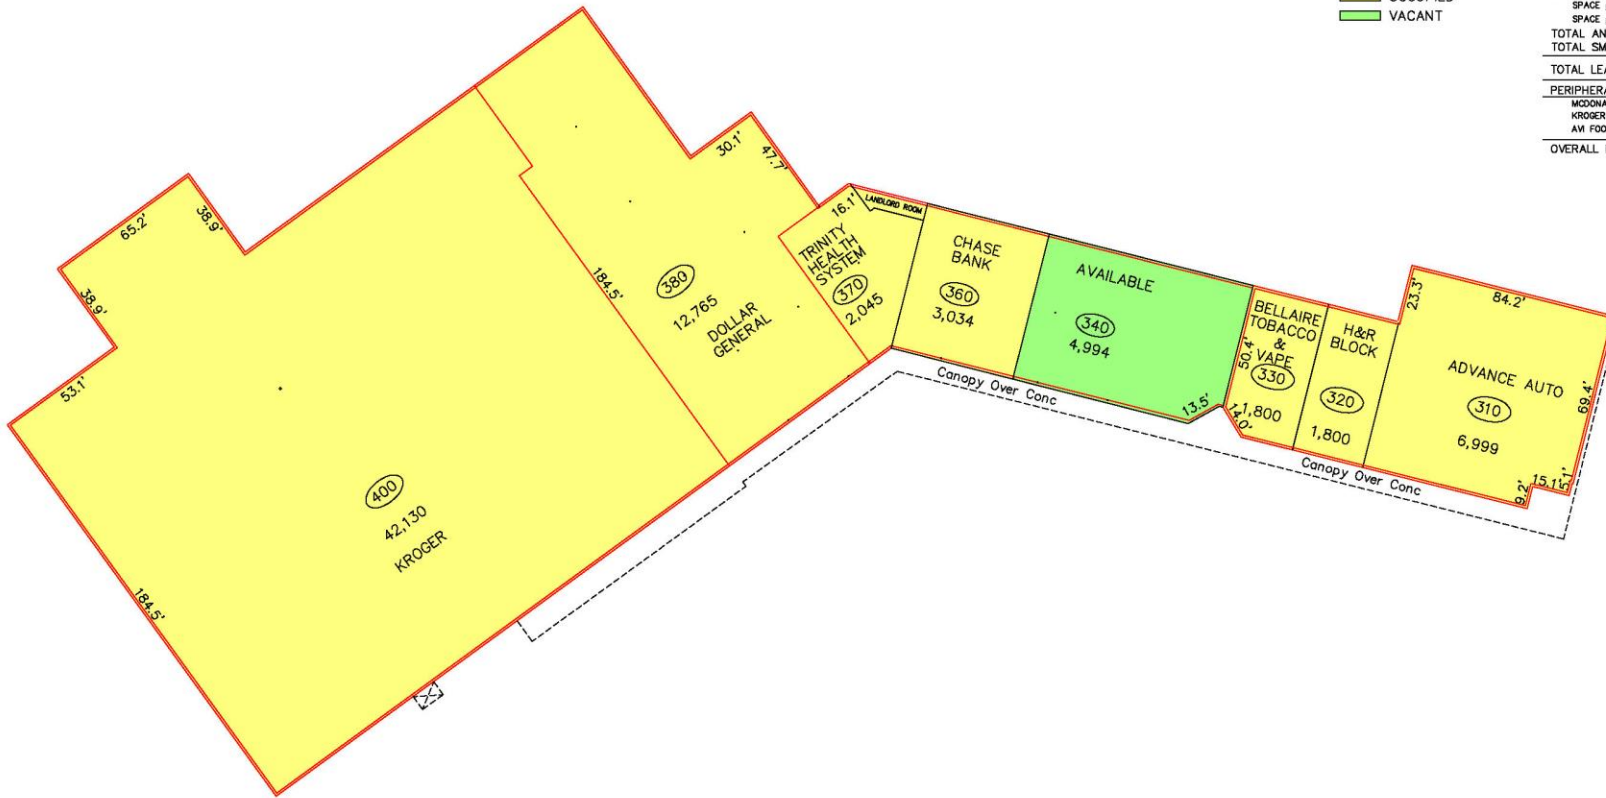 VACANT
SPACE
SPACE
TOTAL AN
TOTAL SM
TOTAL LEA
PERIPHERA
MCDONA
KROGER
AVI FOO
OVERALL
65.2'
38.9'
38.9'
53.1'
184.5'
400
42,130
KROGER
184.5'
380
12,765
DOLLAR
GENERAL
30.1'
47.7'
16.1'
LANDLORD ROOM
TRINITY
HEALTH
SYSTEM
370
2,045
CHASE
BANK
360
3,034
AVAILABLE
340
4,994
13.5'
Canopy Over Conc
BELLAIRE
TOBACCO
&
VAPE
330
1,800
50.4'
14.0'
H&R
BLOCK
320
1,800
23.3'
84.2'
ADVANCE AUTO
310
6,999
69.4'
15.1'
5.1'
9.2'
Canopy Over Conc